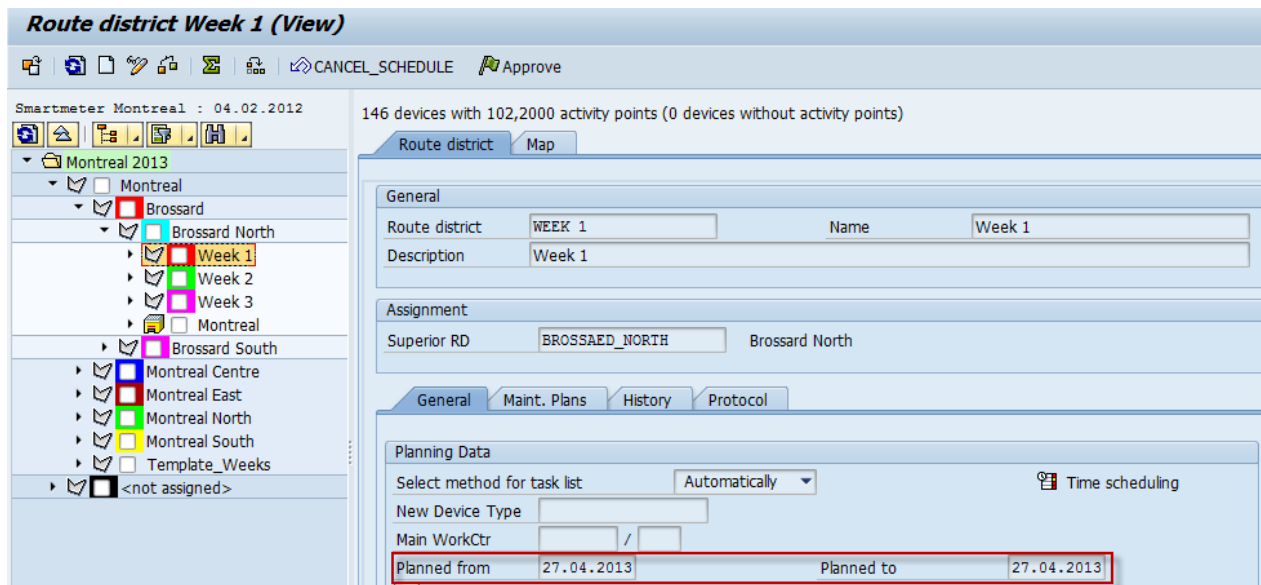 Route district Week 1 (View)
CANCEL_SCHEDULE Approve
Smartmeter Montreal : 04.02.2012
Montreal 2013
Montreal
Brossard
Brossard North
Week 1
Week 2
Week 3
Montreal
Brossard South
Montreal Centre
Montreal East
Montreal North
Montreal South
Template_Weeks
<not assigned>
146 devices with 102,2000 activity points (0 devices without activity points)
Route district Map
General
Route district WEEK 1 Name Week 1
Description Week 1
Assignment
Superior RD BROSSAED_NORTH Brossard North
General Maint. Plans History Protocol
Planning Data
Select method for task list Automatically Time scheduling
New Device Type
Main WorkCtr /
Planned from 27.04.2013 Planned to 27.04.2013